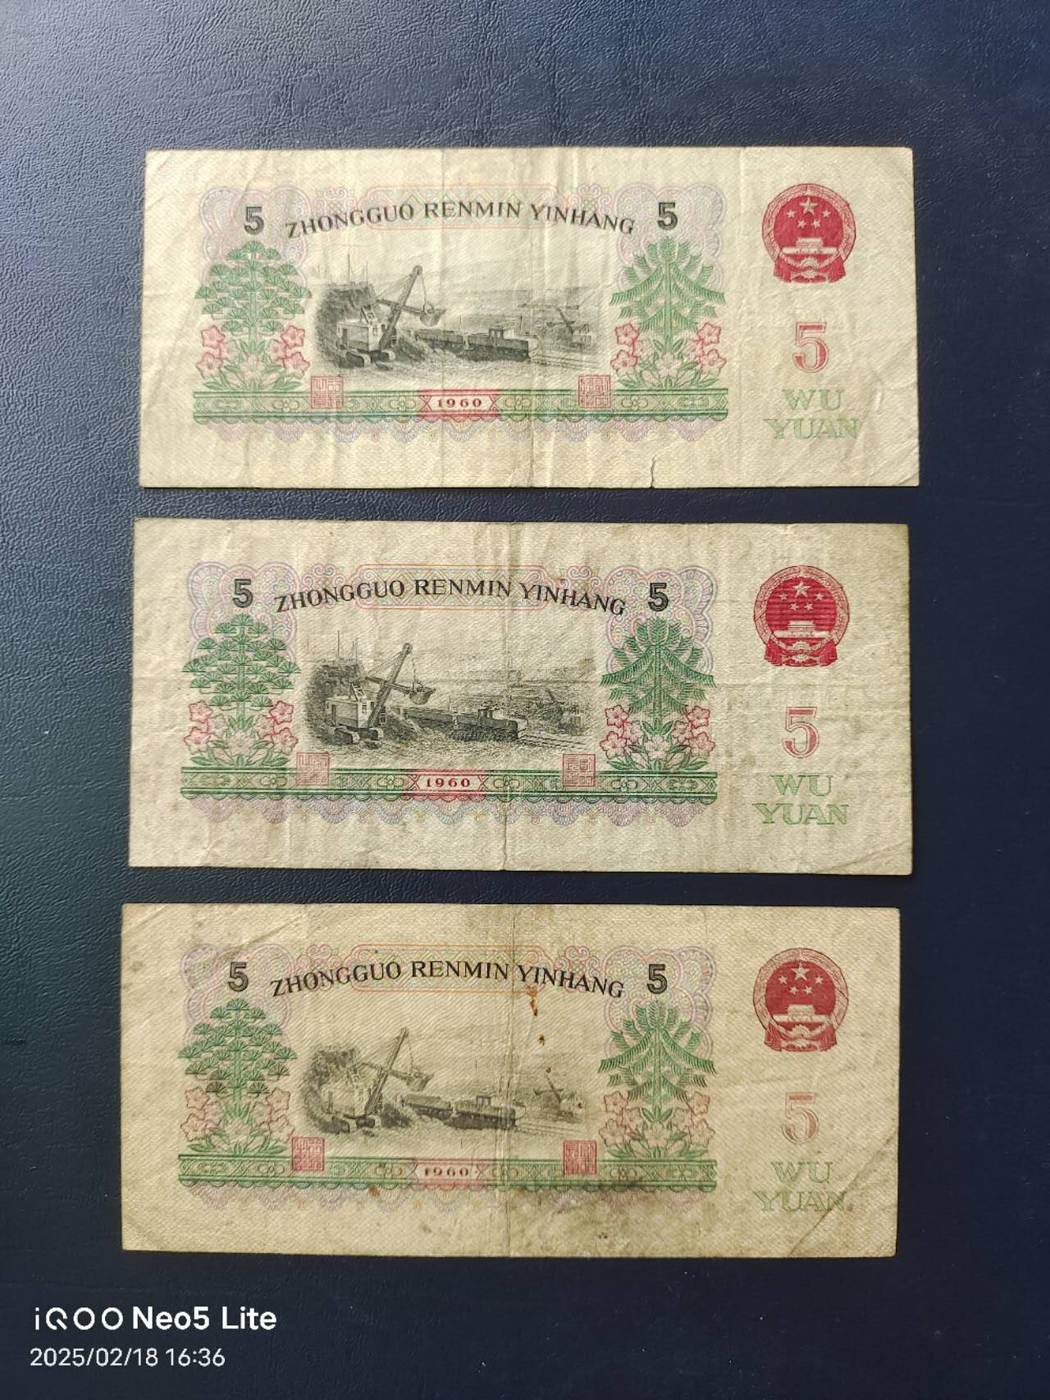 5 ZHONGGUO RENMIN YINHANG 5
5
1960
WU
YUAN
5 ZHONGGUO RENMIN YINHANG 5
5
1960
WU
YUAN
5 ZHONGGUO RENMIN YINHANG 5
5
1960
WU
YUAN
iQOO Neo5 Lite
2025/02/18 16:36